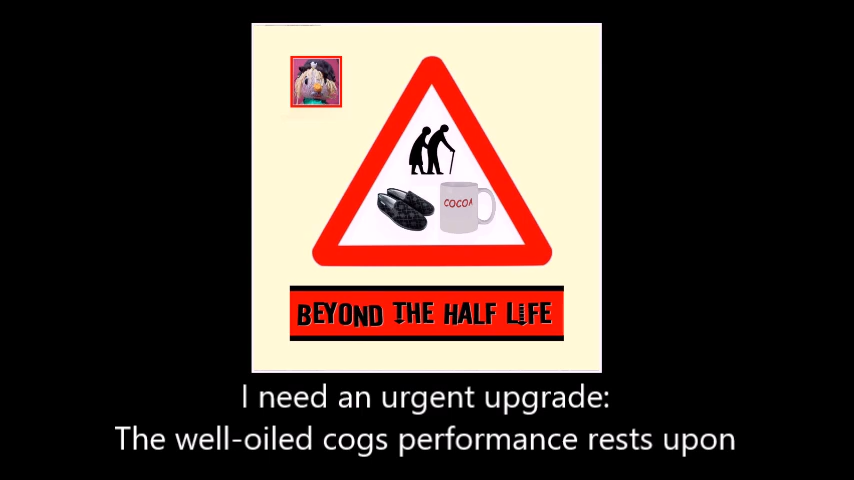 COCOA
BEYOND THE HALF LIFE
I need an urgent upgrade:
The well-oiled cogs performance rests upon